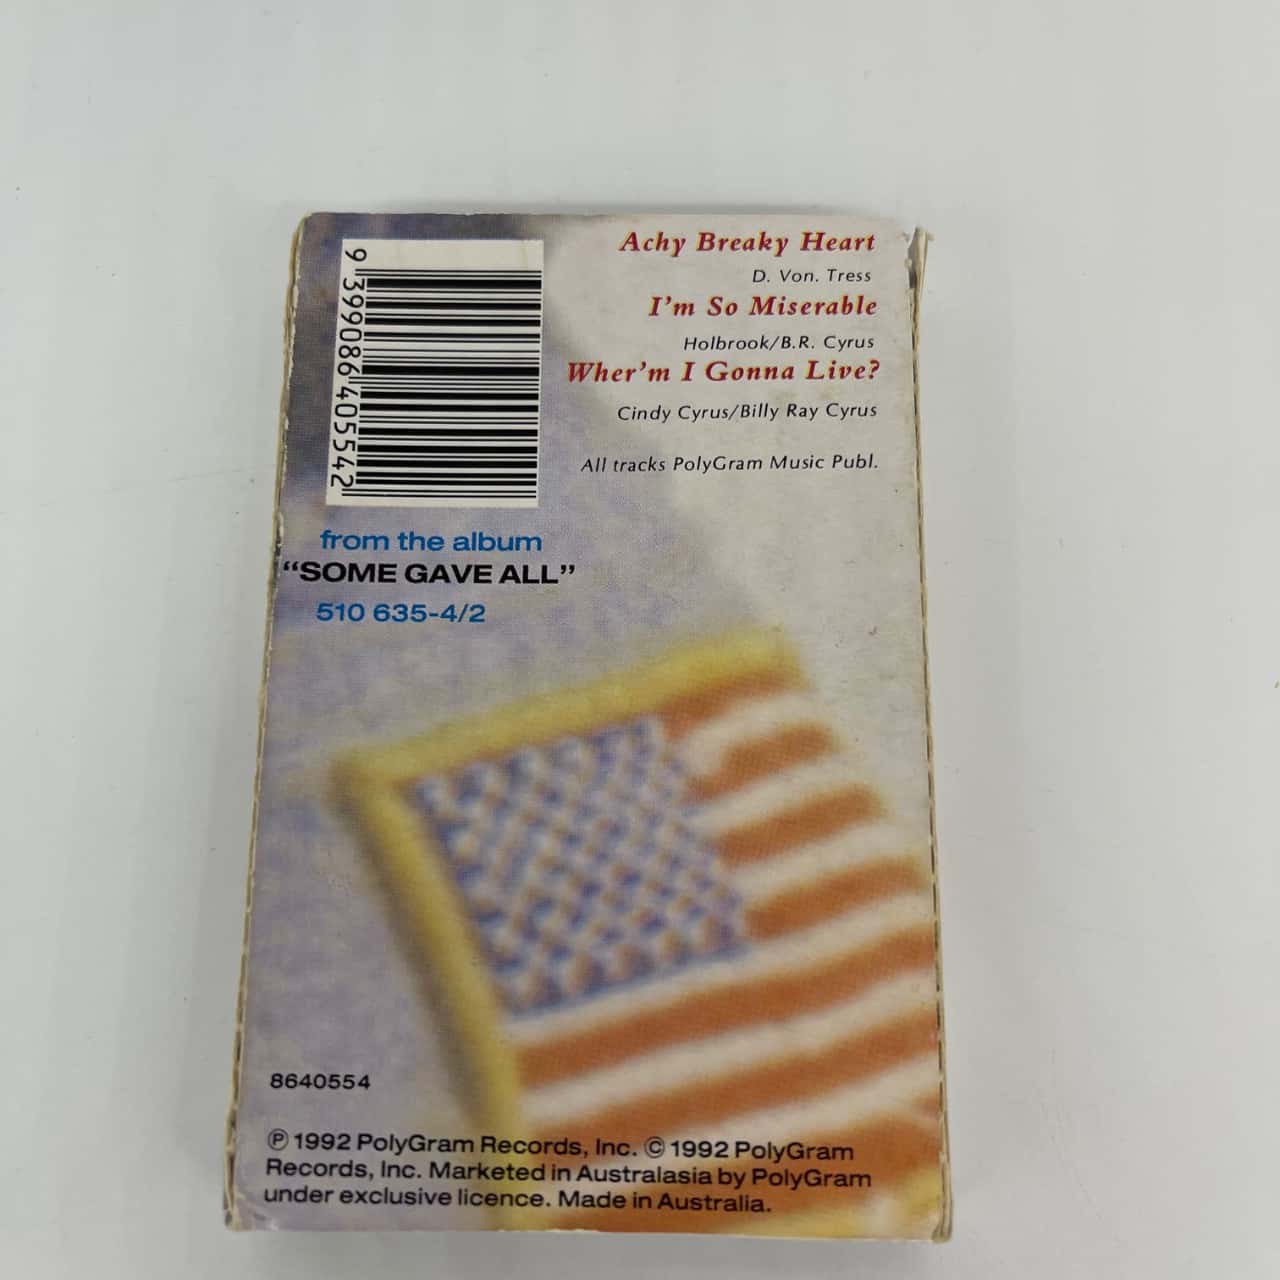 Achy Breaky Heart
D. Von. Tress
I'm So Miserable
Holbrook/B.R. Cyrus
Wher'm I Gonna Live?
Cindy Cyrus/Billy Ray Cyrus
All tracks PolyGram Music Publ.
9 399086 405542
from the album
"SOME GAVE ALL"
510 635-4/2
8640554
Ⓟ 1992 PolyGram Records, Inc. © 1992 PolyGram
Records, Inc. Marketed in Australasia by PolyGram
under exclusive licence. Made in Australia.